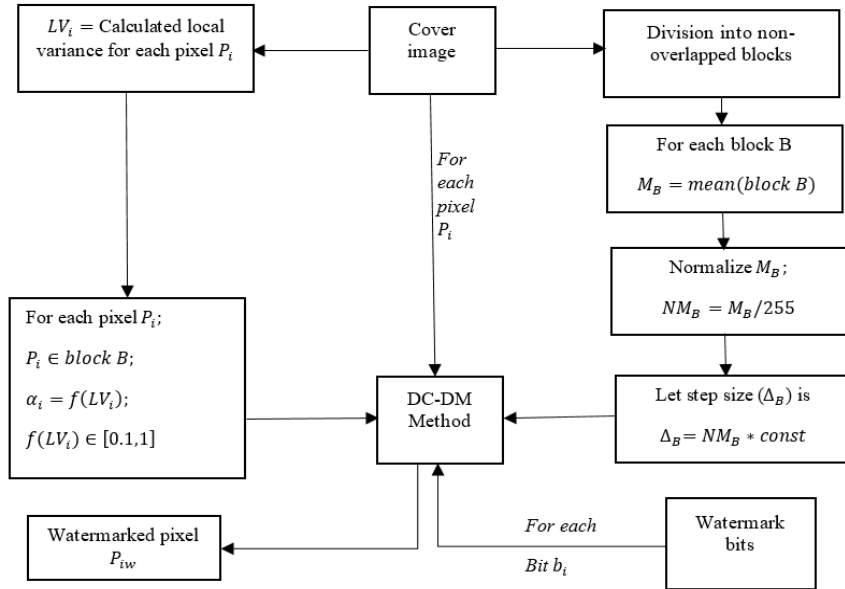 𝐿𝑉𝑖 = Calculated local
variance for each pixel 𝑃𝑖
Cover
image
Division into non-
overlapped blocks
For each block B
𝑀𝐵 = 𝑚𝑒𝑎𝑛(𝑏𝑙𝑜𝑐𝑘 𝐵)
For
each
pixel
𝑃𝑖
Normalize 𝑀𝐵;
𝑁𝑀𝐵 = 𝑀𝐵/255
For each pixel 𝑃𝑖;
𝑃𝑖 ∈ 𝑏𝑙𝑜𝑐𝑘 𝐵;
α𝑖 = 𝑓(𝐿𝑉𝑖);
𝑓(𝐿𝑉𝑖) ∈ [0.1,1]
DC-DM
Method
Let step size (Δ𝐵) is
Δ𝐵= 𝑁𝑀𝐵 ∗ 𝑐𝑜𝑛𝑠𝑡
Watermarked pixel
𝑃𝑖𝑤
For each
Bit 𝑏𝑖
Watermark
bits